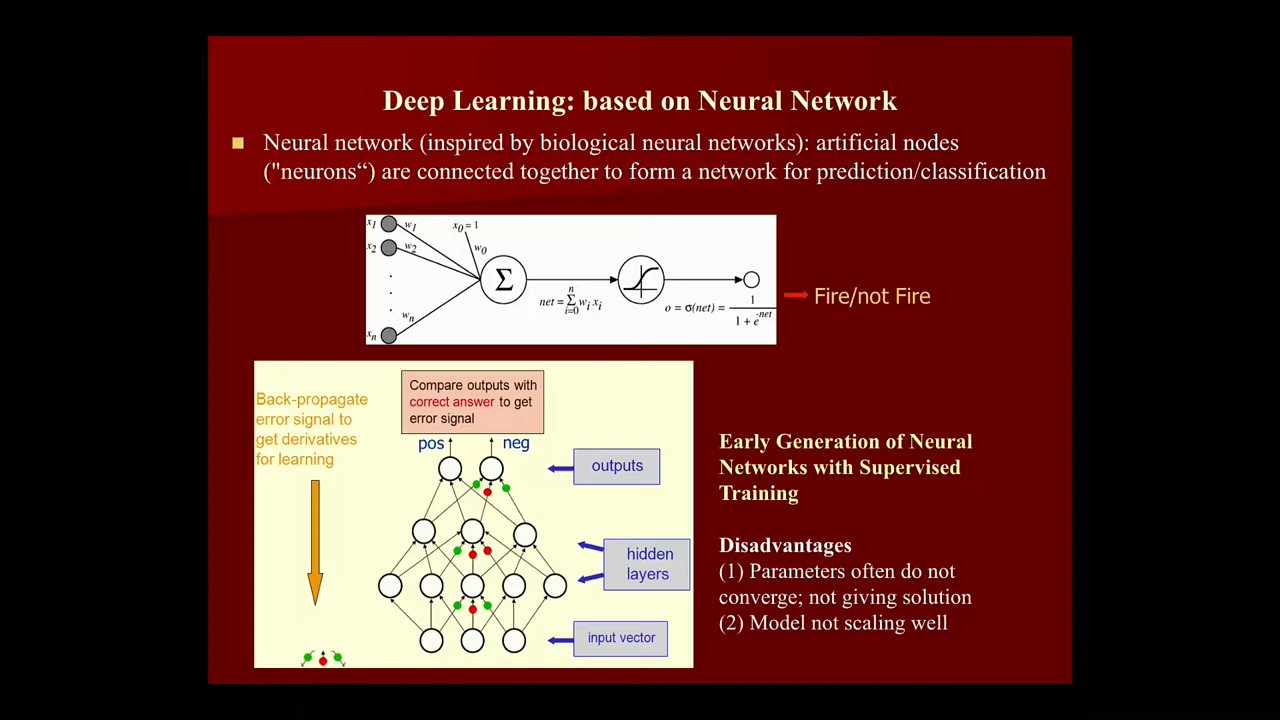 Deep Learning: based on Neural Network
Neural network (inspired by biological neural networks): artificial nodes
("neurons“) are connected together to form a network for prediction/classification
x1
w1
x0 = 1
x2
w2
w0
Σ
.
.
.
wn
xn
net = Σ i=0 n wi xi
o = σ(net) = 1 / 1 + e^-net
Fire/not Fire
Back-propagate
error signal to
get derivatives
for learning
Compare outputs with
correct answer to get
error signal
pos
neg
outputs
hidden
layers
input vector
Early Generation of Neural
Networks with Supervised
Training
Disadvantages
(1) Parameters often do not
converge; not giving solution
(2) Model not scaling well